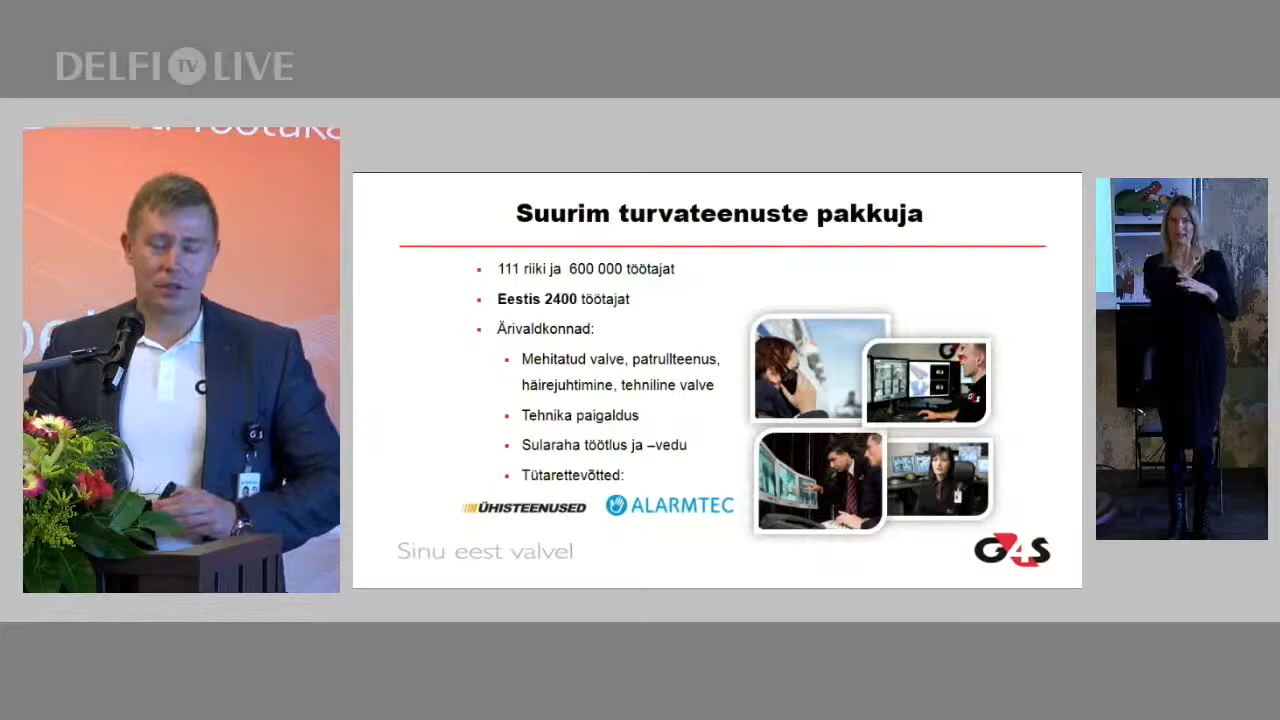 DELFI TV LIVE
Suurim turvateenuste pakkuja
111 riiki ja 600 000 töötajat
Eestis 2400 töötajat
Ärivaldkonnad:
Mehitatud valve, patrullteenus,
häirejuhtimine, tehniline valve
Tehnika paigaldus
Sularaha töötlus ja –vedu
Tütarettevõtted:
ÜHISTEENUSED
ALARMTEC
Sinu eest valvel
G4S